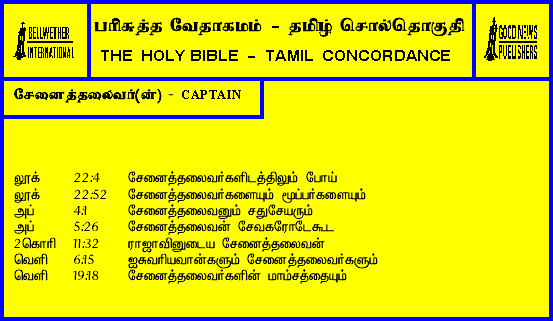 BELLWETHER
INTERNATIONAL
பரிசுத்த வேதாகமம் - தமிழ் சொல்தொகுதி
THE HOLY BIBLE - TAMIL CONCORDANCE
GOOD NEWS
PUBLISHERS
சேனைத்தலைவர்(ன்) - CAPTAIN
லூக் 22:4 சேனைத்தலைவர்களிடத்திலும் போய்
லூக் 22:52 சேனைத்தலைவர்களையும் மூப்பர்களையும்
அப் 4:1 சேனைத்தலைவனும் சதுசேயரும்
அப் 5:26 சேனைத்தலைவன் சேவகரோடேகூட
2கொரி 11:32 ராஜாவினுடைய சேனைத்தலைவன்
வெளி 6:15 ஐசுவரியவான்களும் சேனைத்தலைவர்களும்
வெளி 19:18 சேனைத்தலைவர்களின் மாம்சத்தையும்